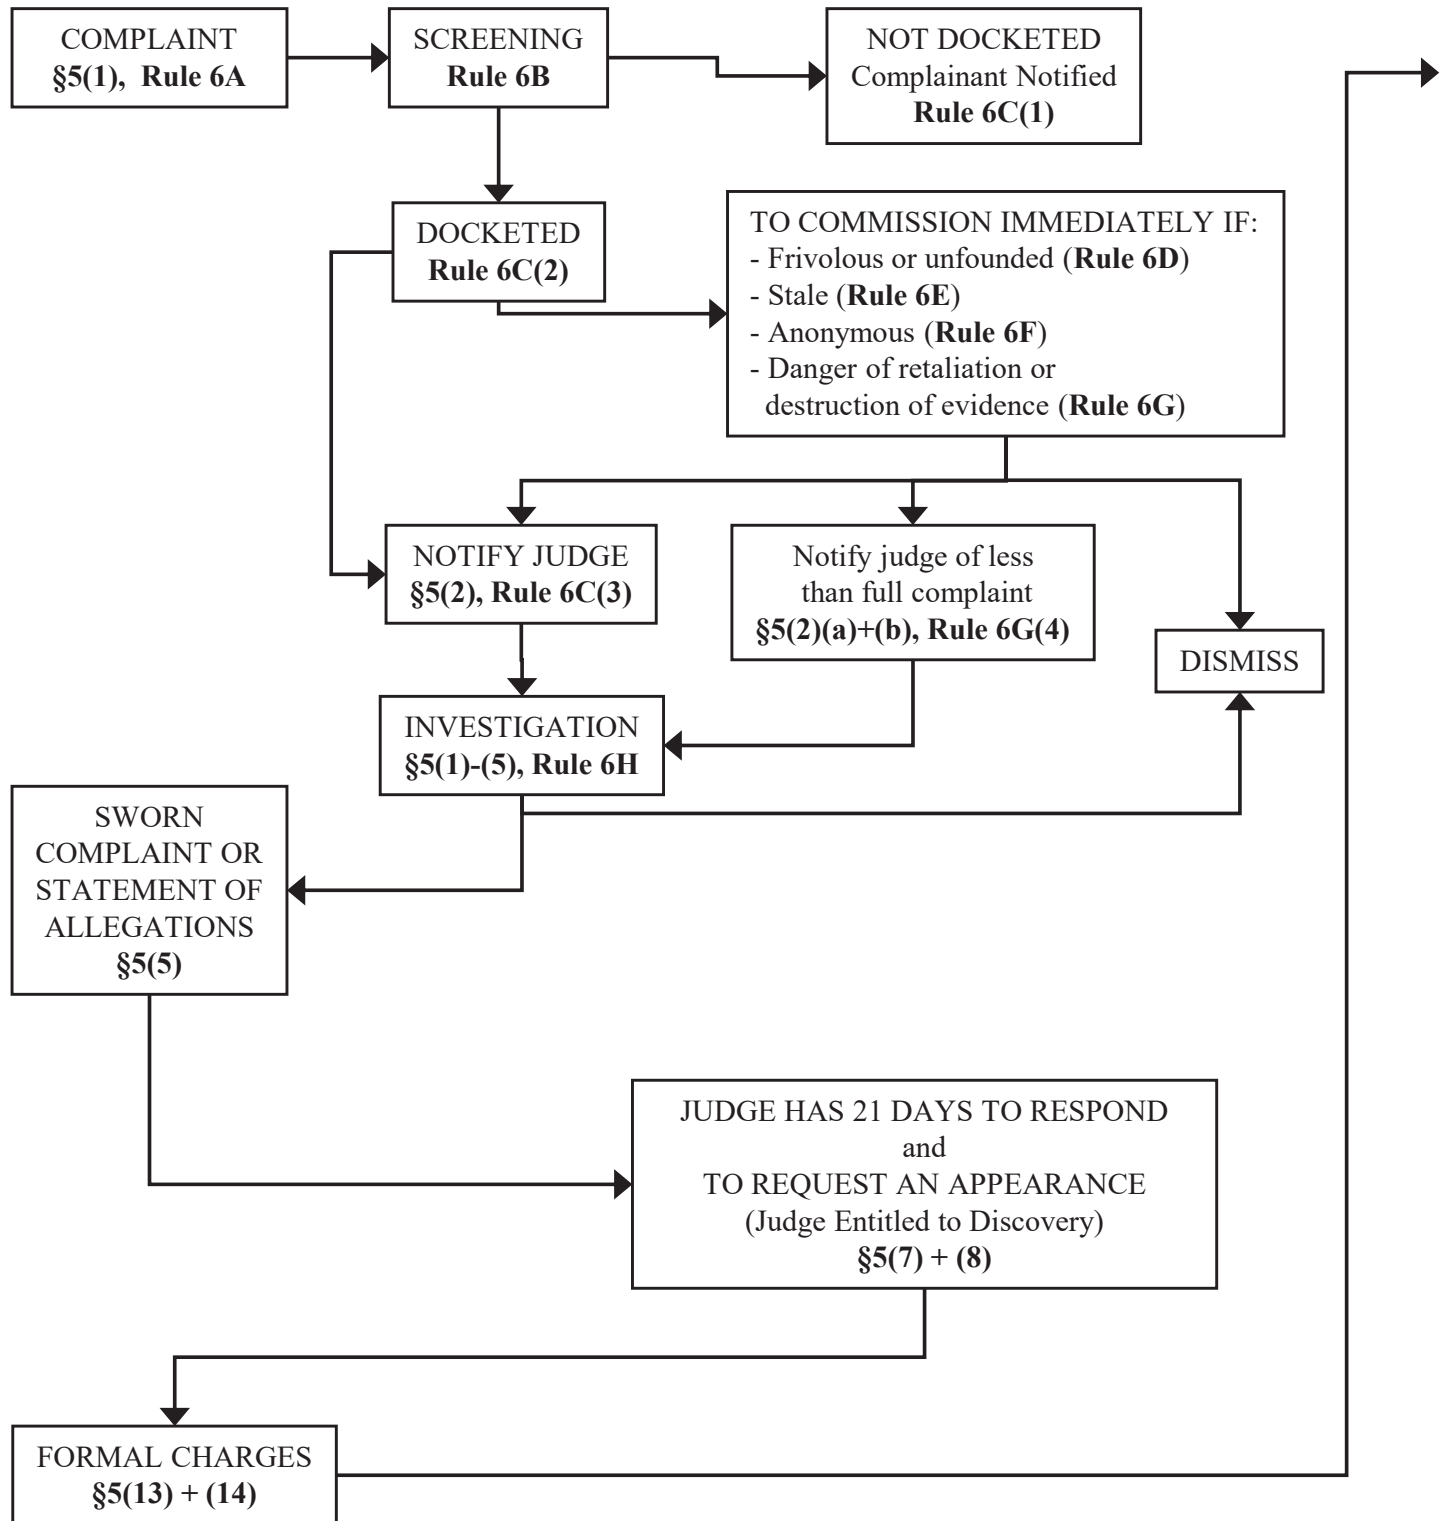 COMPLAINT
§5(1), Rule 6A
SCREENING
Rule 6B
NOT DOCKETED
Complainant Notified
Rule 6C(1)
DOCKETED
Rule 6C(2)
TO COMMISSION IMMEDIATELY IF:
- Frivolous or unfounded (Rule 6D)
- Stale (Rule 6E)
- Anonymous (Rule 6F)
- Danger of retaliation or
destruction of evidence (Rule 6G)
NOTIFY JUDGE
§5(2), Rule 6C(3)
Notify judge of less
than full complaint
§5(2)(a)+(b), Rule 6G(4)
DISMISS
INVESTIGATION
§5(1)-(5), Rule 6H
SWORN
COMPLAINT OR
STATEMENT OF
ALLEGATIONS
§5(5)
JUDGE HAS 21 DAYS TO RESPOND
and
TO REQUEST AN APPEARANCE
(Judge Entitled to Discovery)
§5(7) + (8)
FORMAL CHARGES
§5(13) + (14)